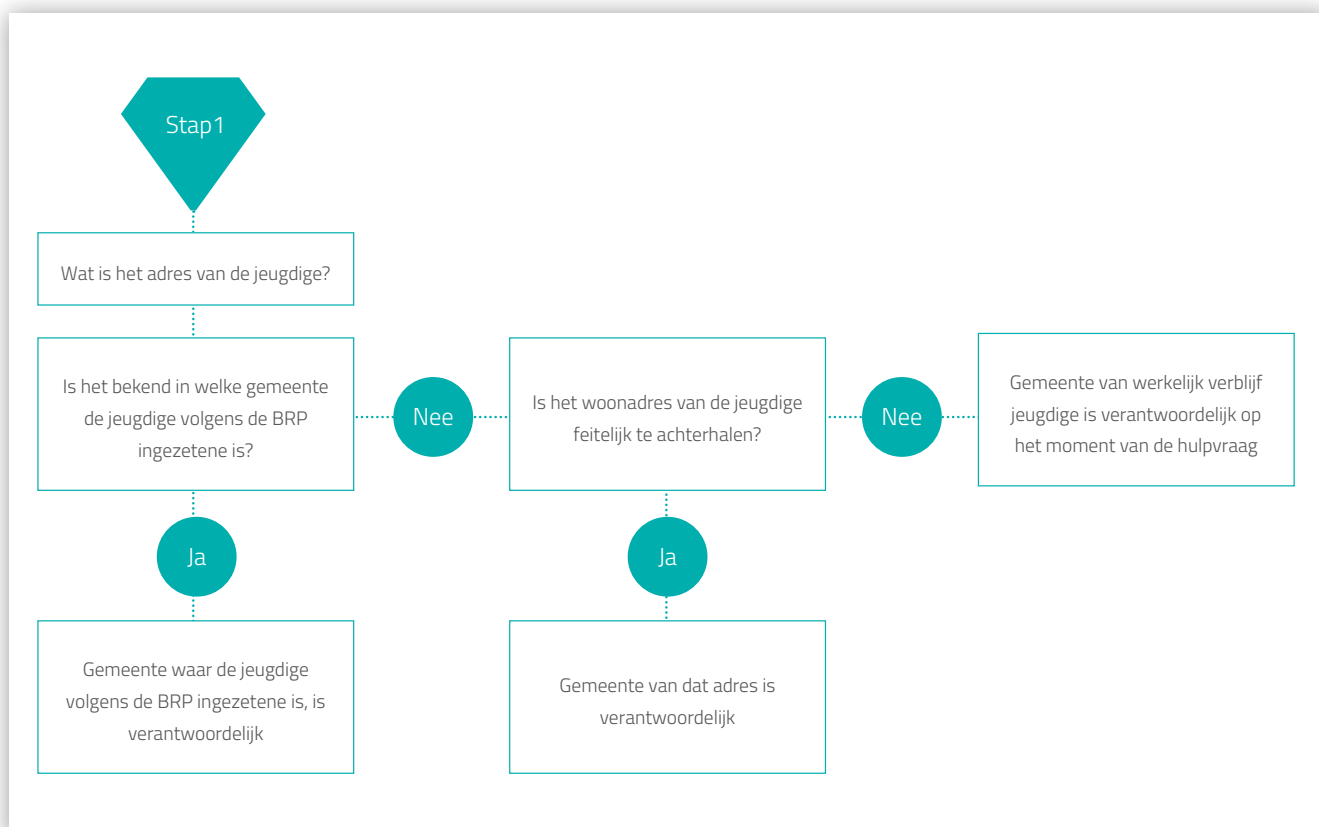 Stap1
Wat is het adres van de jeugdige?
Is het bekend in welke gemeente
de jeugdige volgens de BRP
ingezetene is?
Nee
Is het woonadres van de jeugdige
feitelijk te achterhalen?
Nee
Gemeente van werkelijk verblijf
jeugdige is verantwoordelijk op
het moment van de hulpvraag
Ja
Ja
Gemeente waar de jeugdige
volgens de BRP ingezetene is, is
verantwoordelijk
Gemeente van dat adres is
verantwoordelijk